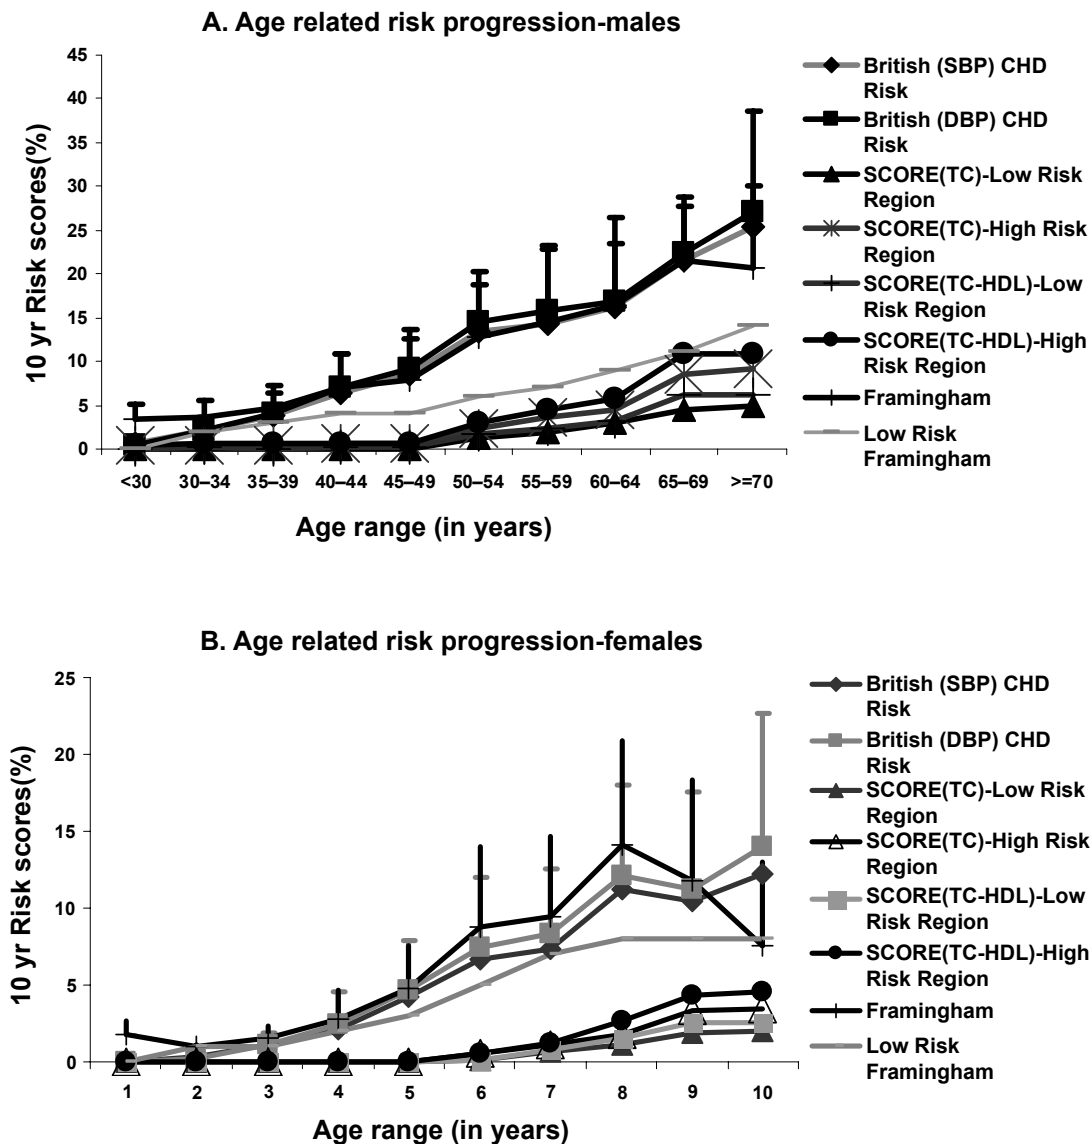 A. Age related risk progression-males
45
40
35
30
25
20
15
10
5
0
10 yr Risk scores(%)
<30 30–34 35–39 40–44 45–49 50–54 55–59 60–64 65–69 >=70
Age range (in years)
British (SBP) CHD
Risk
British (DBP) CHD
Risk
SCORE(TC)-Low Risk
Region
SCORE(TC)-High Risk
Region
SCORE(TC-HDL)-Low
Risk Region
SCORE(TC-HDL)-High
Risk Region
Framingham
Low Risk
Framingham
B. Age related risk progression-females
25
20
15
10
5
0
10 yr Risk scores(%)
1 2 3 4 5 6 7 8 9 10
Age range (in years)
British (SBP) CHD
Risk
British (DBP) CHD
Risk
SCORE(TC)-Low Risk
Region
SCORE(TC)-High Risk
Region
SCORE(TC-HDL)-Low
Risk Region
SCORE(TC-HDL)-High
Risk Region
Framingham
Low Risk
Framingham